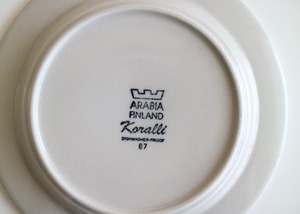 ARABIA
FINLAND
Koralli
DISHWASHER-PROOF
87